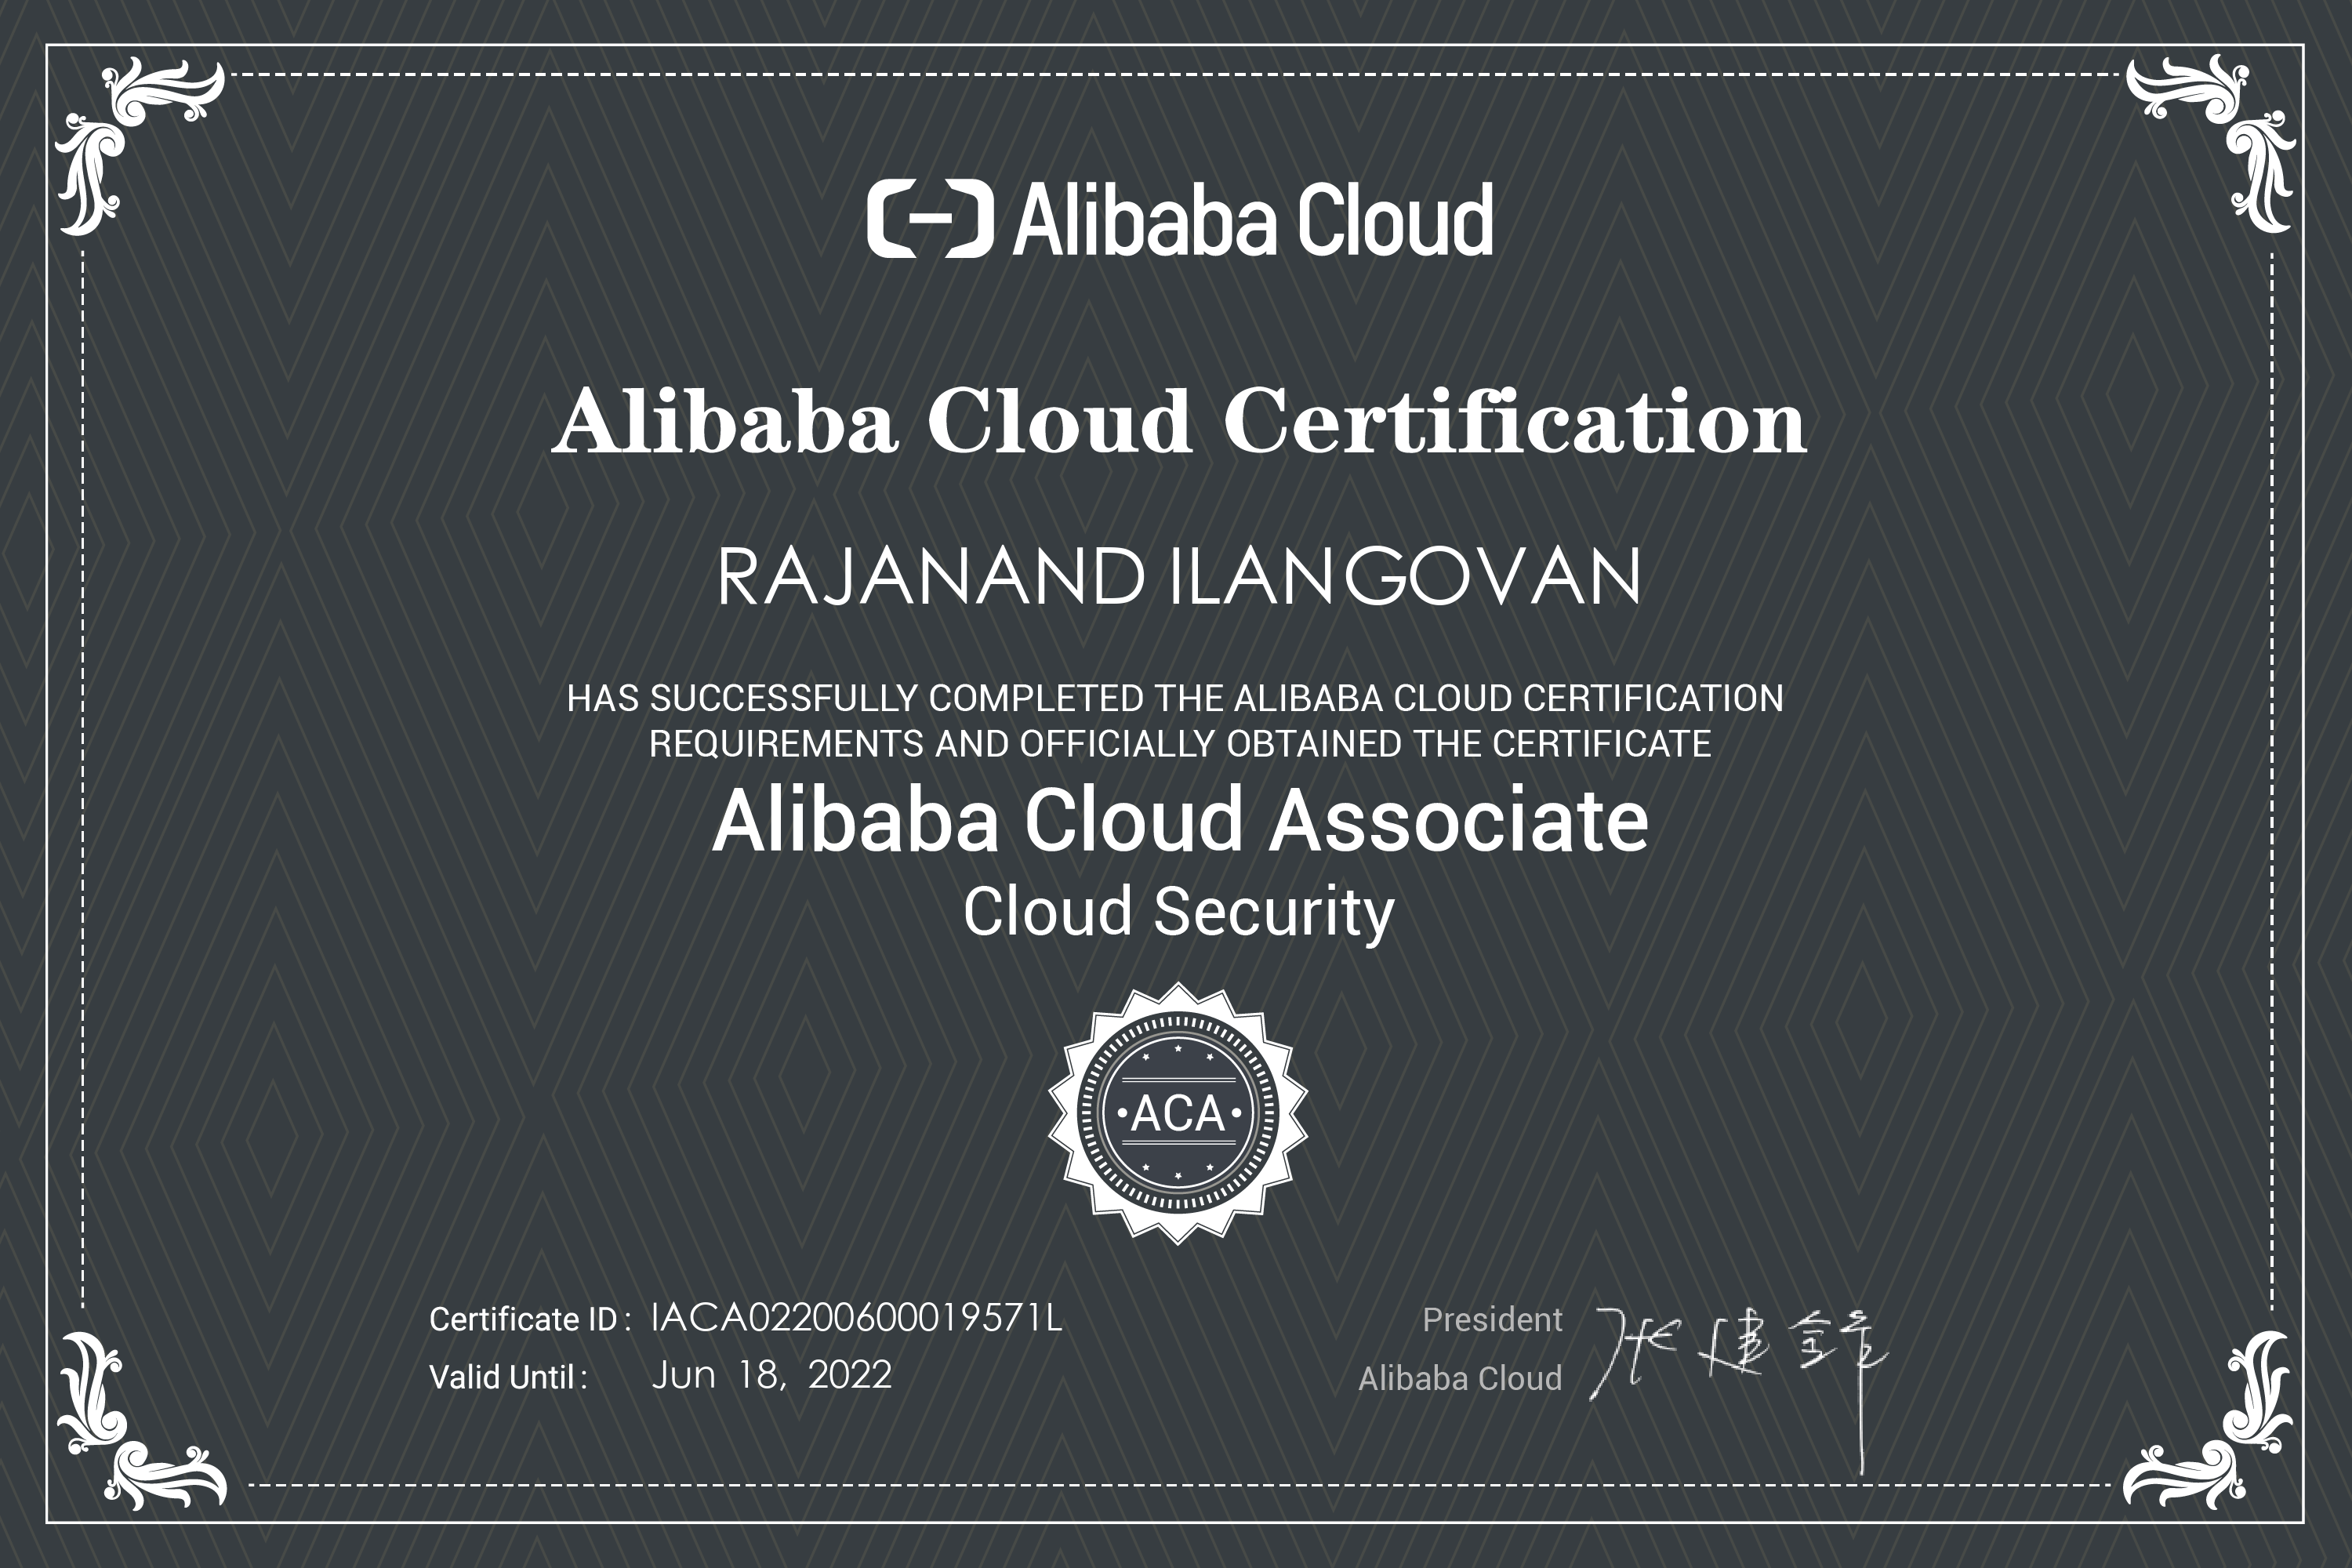 Alibaba Cloud
Alibaba Cloud Certification
RAJANAND ILANGOVAN
HAS SUCCESSFULLY COMPLETED THE ALIBABA CLOUD CERTIFICATION
REQUIREMENTS AND OFFICIALLY OBTAINED THE CERTIFICATE
Alibaba Cloud Associate
Cloud Security
•ACA•
Certificate ID : IACA02200600019571L
Valid Until : Jun 18, 2022
President
Alibaba Cloud
张建锋